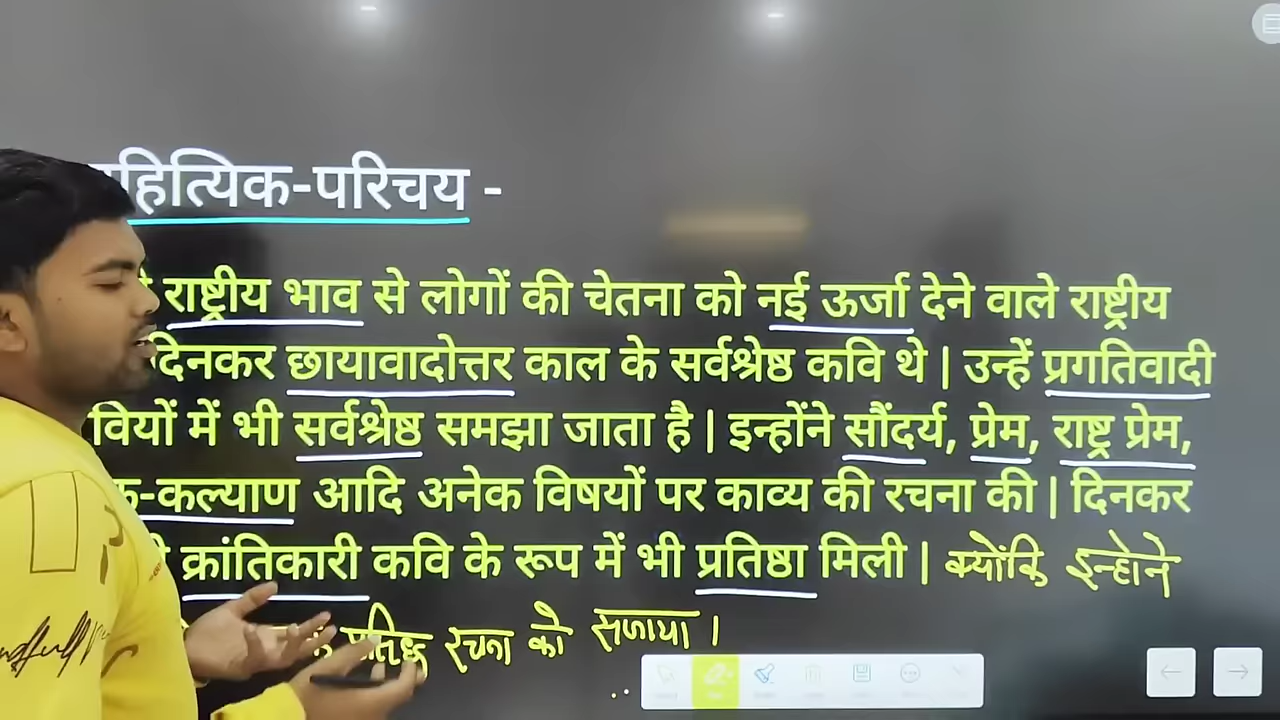 हित्यिक-परिचय -
राष्ट्रीय भाव से लोगों की चेतना को नई ऊर्जा देने वाले राष्ट्रीय
दिनकर छायावादोत्तर काल के सर्वश्रेष्ठ कवि थे | उन्हें प्रगतिवादी
वियों में भी सर्वश्रेष्ठ समझा जाता है | इन्होंने सौंदर्य, प्रेम, राष्ट्र प्रेम,
-कल्याण आदि अनेक विषयों पर काव्य की रचना की | दिनकर
क्रांतिकारी कवि के रूप में भी प्रतिष्ठा मिली | क्योंकि इन्होने
रचना को सजाया ।